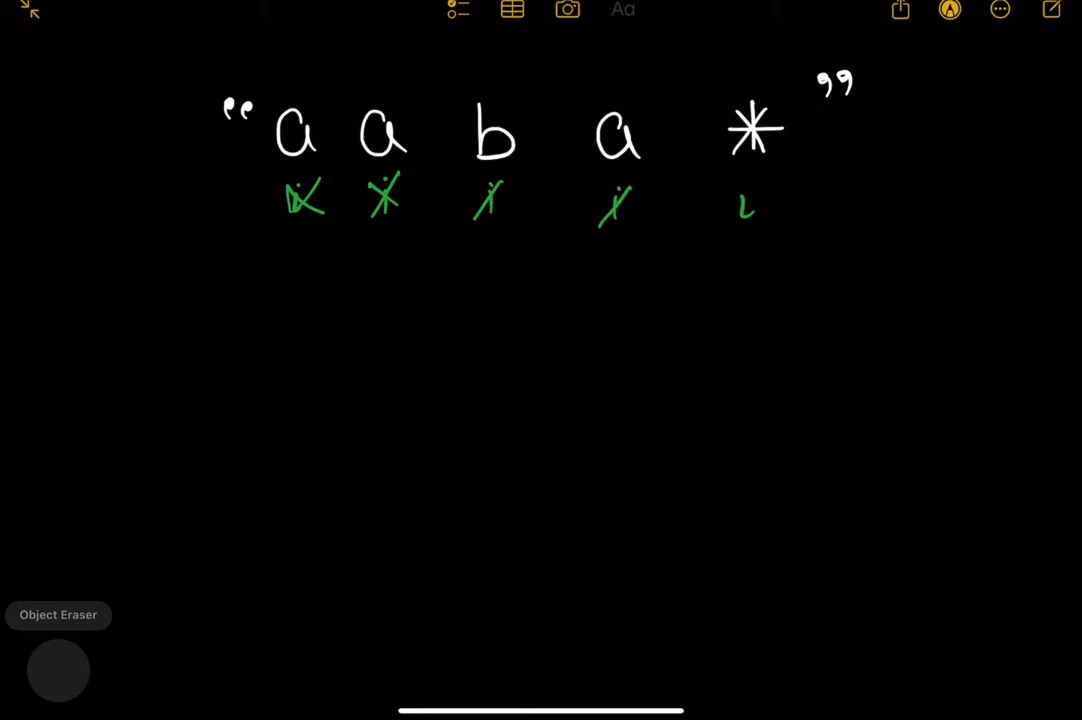 Aa
“ a a b a * ”
i i i i i
Object Eraser